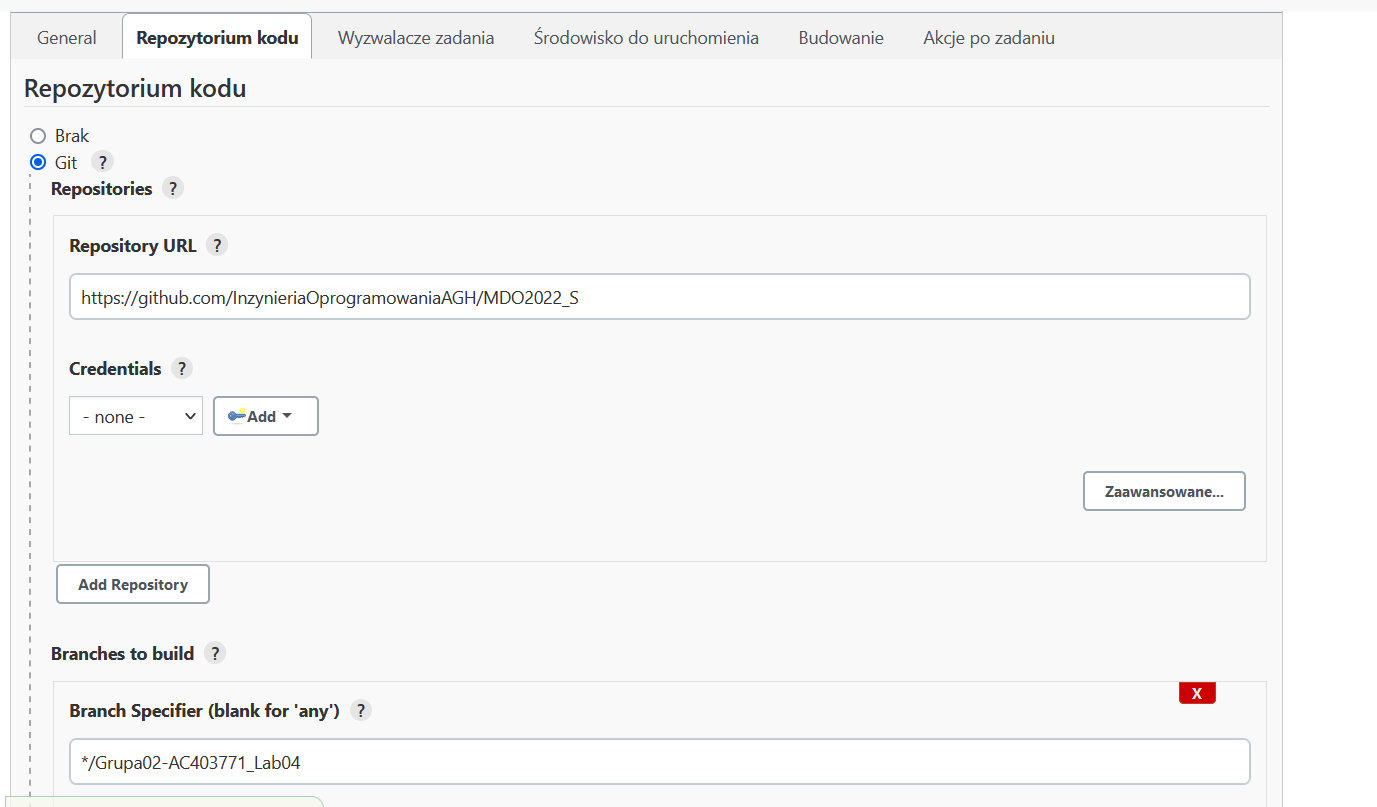 General Repozytorium kodu Wyzwalacze zadania Środowisko do uruchomienia Budowanie Akcje po zadaniu
Repozytorium kodu
Brak
Git ?
Repositories ?
Repository URL ?
https://github.com/InzynieriaOprogramowaniaAGH/MDO2022_S
Credentials ?
- none - Add
Zaawansowane...
Add Repository
Branches to build ?
X
Branch Specifier (blank for 'any') ?
*/Grupa02-AC403771_Lab04